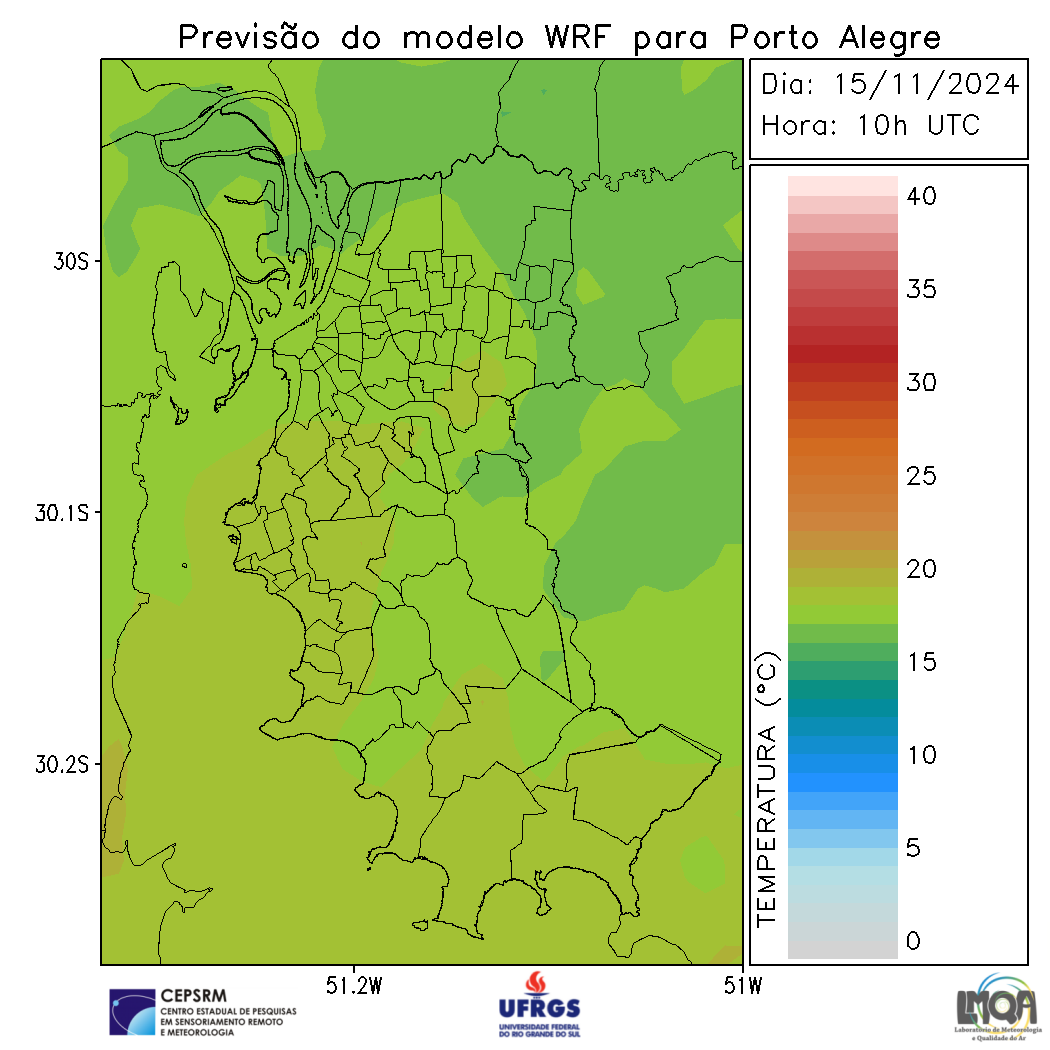 Previsão do modelo WRF para Porto Alegre
Dia: 15/11/2024
Hora: 10h UTC
30S
30.1S
30.2S
51.2W
51W
TEMPERATURA (°C)
40
35
30
25
20
15
10
5
0
CEPSRM
CENTRO ESTADUAL DE PESQUISAS
EM SENSORIAMENTO REMOTO
E METEOROLOGIA
UFRGS
UNIVERSIDADE FEDERAL
DO RIO GRANDE DO SUL
LMQA
Laboratório de Meteorologia
e Qualidade do Ar